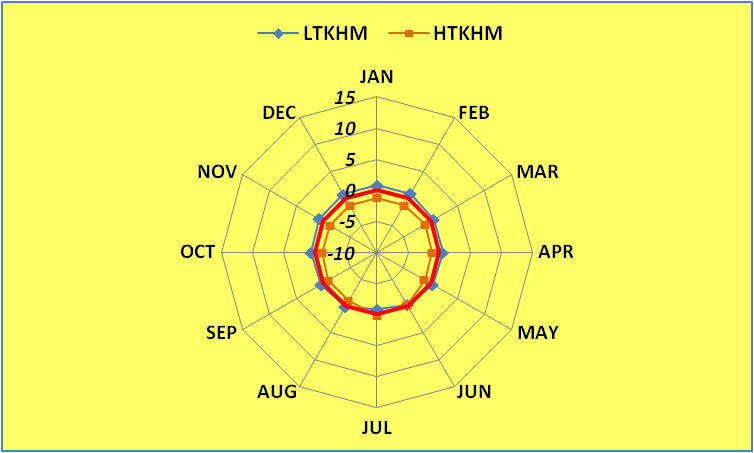 LTKHM HTKHM
JAN
15
DEC FEB
10
5
NOV MAR
0
-5
OCT -10 APR
SEP MAY
AUG JUN
JUL